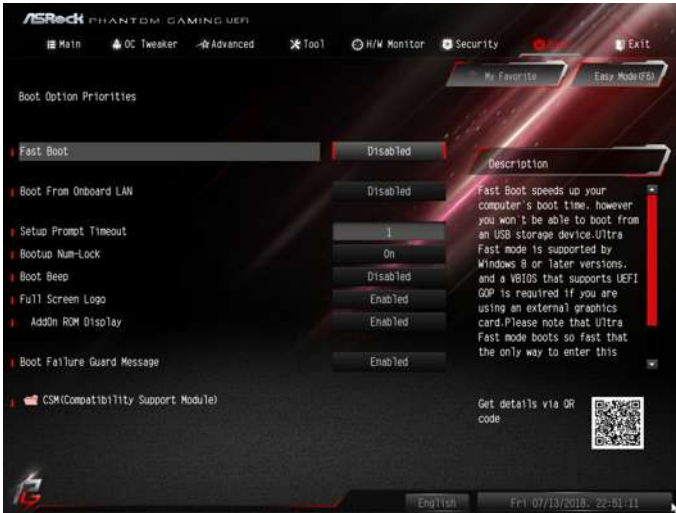 ASRock PHANTOM GAMING UEFI
Main
OC Tweaker
Advanced
Tool
H/W Monitor
Security
Boot
Exit
My Favorite
Easy Mode(F6)
Boot Option Priorities
Fast Boot Disabled
Boot From Onboard LAN Disabled
Setup Prompt Timeout 1
Bootup Num-Lock On
Boot Beep Disabled
Full Screen Logo Enabled
AddOn ROM Display Enabled
Boot Failure Guard Message Enabled
CSM(Compatibility Support Module)
Description
Fast Boot speeds up your
computer's boot time. however
you won't be able to boot from
an USB storage device.Ultra
Fast mode is supported by
Windows 8 or later versions.
and a VBIOS that supports UEFI
GOP is required if you are
using an external graphics
card.Please note that Ultra
Fast mode boots so fast that
the only way to enter this
Get details via QR
code
English
Fri 07/13/2018. 22:51:11